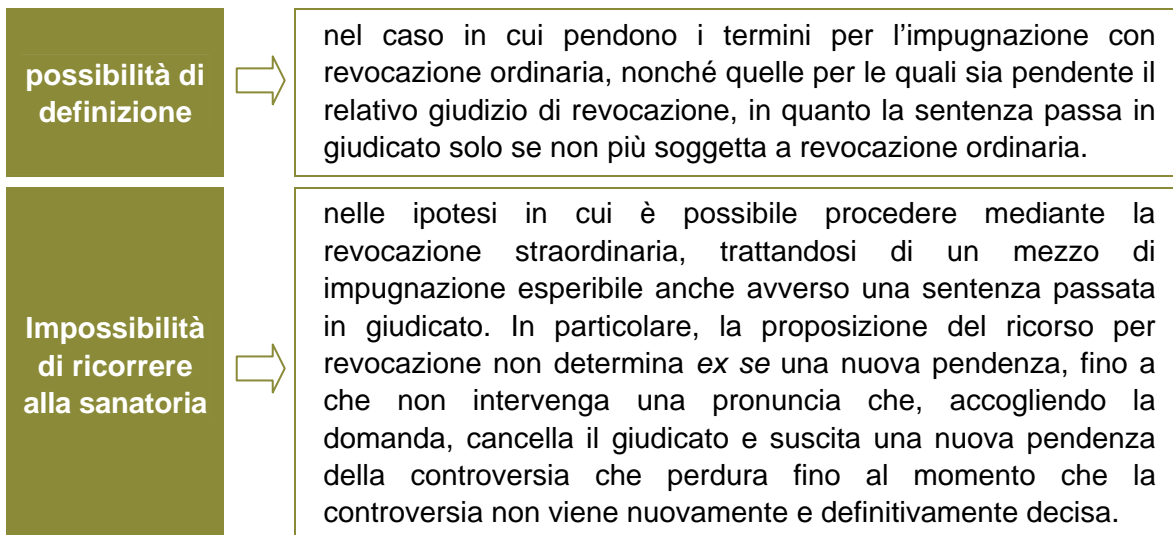 possibilità di
definizione
nel caso in cui pendono i termini per l'impugnazione con
revocazione ordinaria, nonché quelle per le quali sia pendente il
relativo giudizio di revocazione, in quanto la sentenza passa in
giudicato solo se non più soggetta a revocazione ordinaria.
Impossibilità
di ricorrere
alla sanatoria
nelle ipotesi in cui è possibile procedere mediante la
revocazione straordinaria, trattandosi di un mezzo di
impugnazione esperibile anche avverso una sentenza passata
in giudicato. In particolare, la proposizione del ricorso per
revocazione non determina ex se una nuova pendenza, fino a
che non intervenga una pronuncia che, accogliendo la
domanda, cancella il giudicato e suscita una nuova pendenza
della controversia che perdura fino al momento che la
controversia non viene nuovamente e definitivamente decisa.